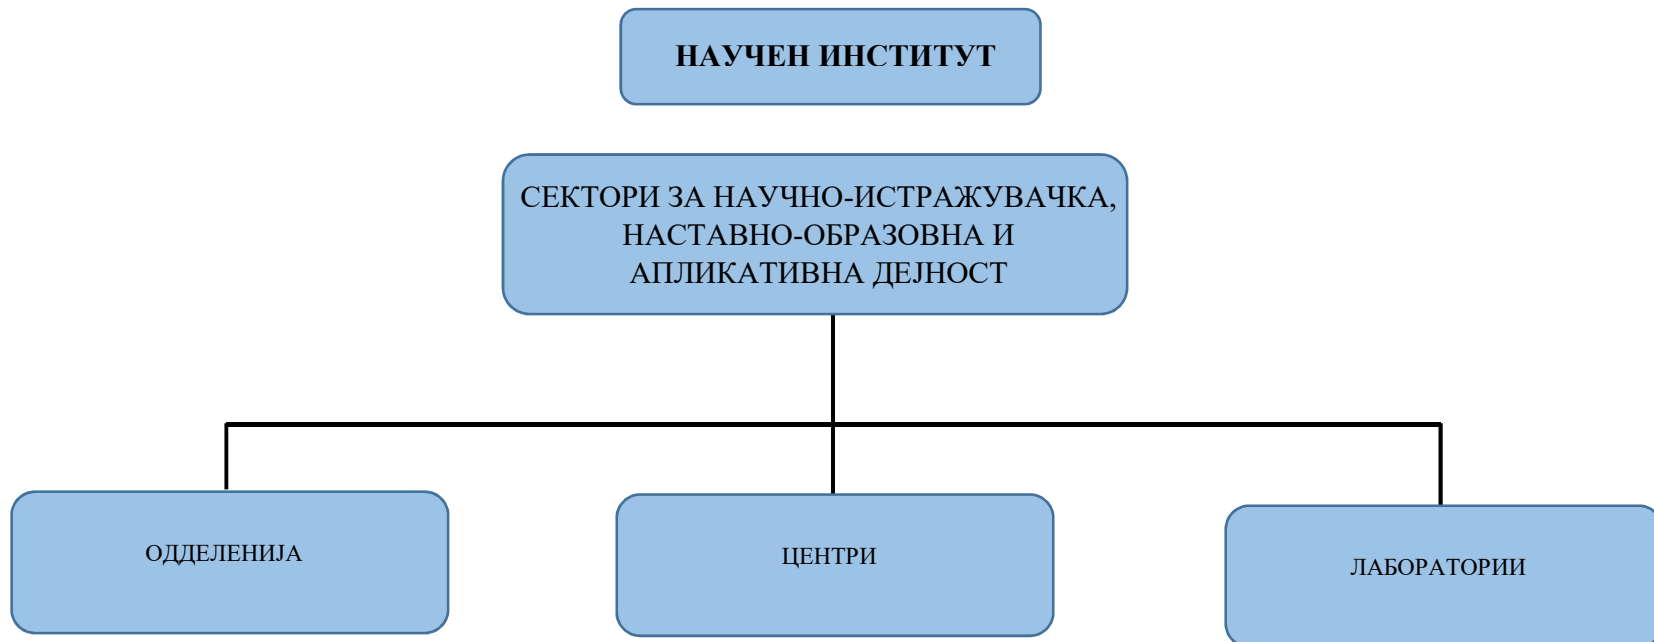 НАУЧЕН ИНСТИТУТ
СЕКТОРИ ЗА НАУЧНО-ИСТРАЖУВАЧКА,
НАСТАВНО-ОБРАЗОВНА И
АПЛИКАТИВНА ДЕЈНОСТ
ОДДЕЛЕНИЈА
ЦЕНТРИ
ЛАБОРАТОРИИ